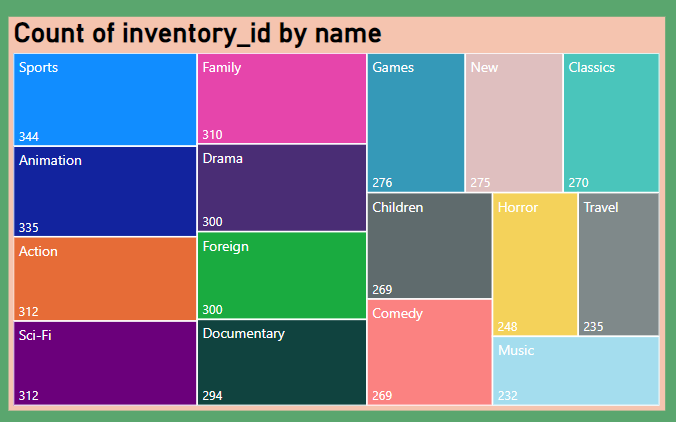 Count of inventory_id by name
Sports
344
Animation
335
Action
312
Sci-Fi
312
Family
310
Drama
300
Foreign
300
Documentary
294
Games
276
New
275
Classics
270
Children
269
Comedy
269
Horror
248
Travel
235
Music
232